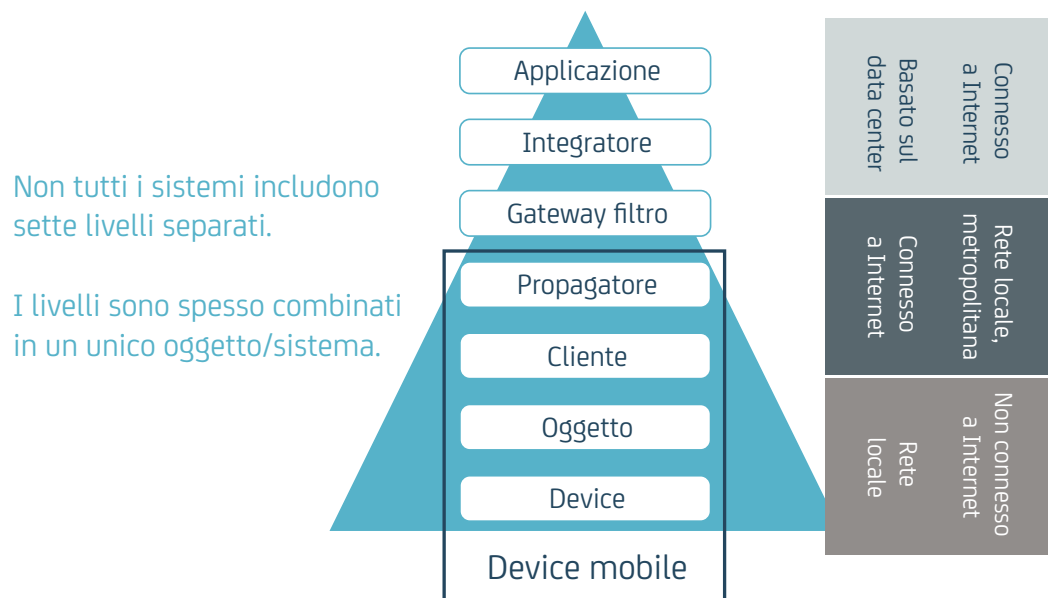 Non tutti i sistemi includono
sette livelli separati.
I livelli sono spesso combinati
in un unico oggetto/sistema.
Applicazione
Integratore
Gateway filtro
Propagatore
Cliente
Oggetto
Device
Device mobile
Connesso
a Internet
Basato sul
data center
Rete locale,
metropolitana
Connesso
a Internet
Non connesso
a Internet
Rete
locale